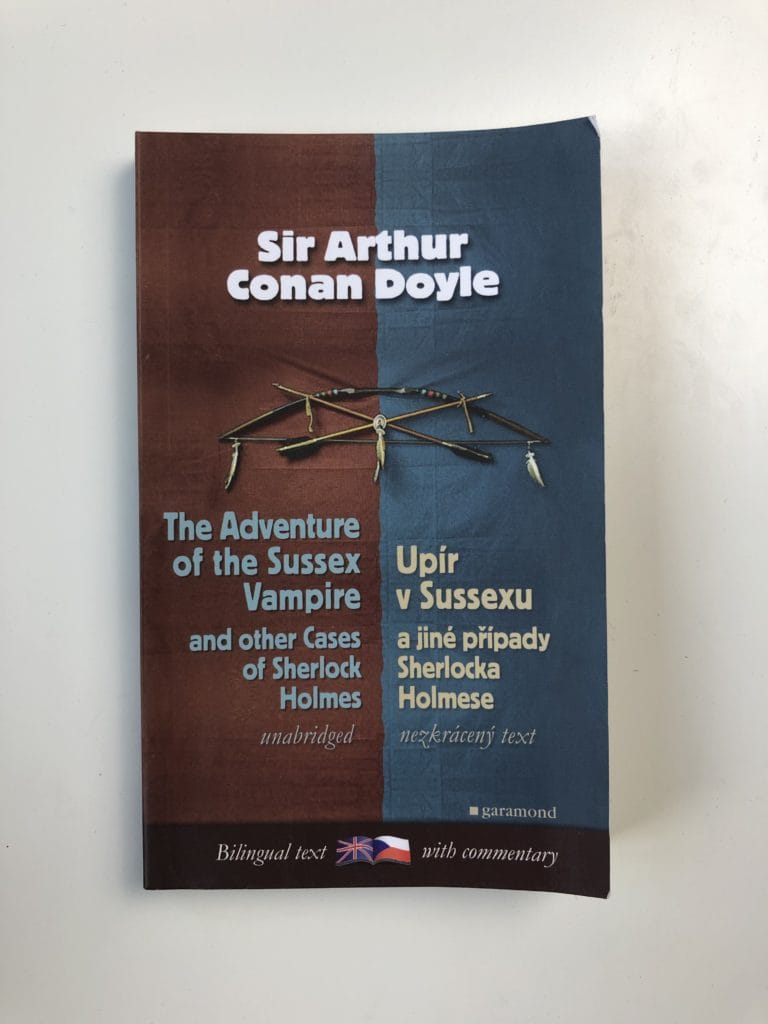 Sir Arthur
Conan Doyle
The Adventure
of the Sussex
Vampire
and other Cases
of Sherlock
Holmes
unabridged
Upír
v Sussexu
a jiné případy
Sherlocka
Holmese
nezkrácený text
garamond
Bilingual text with commentary